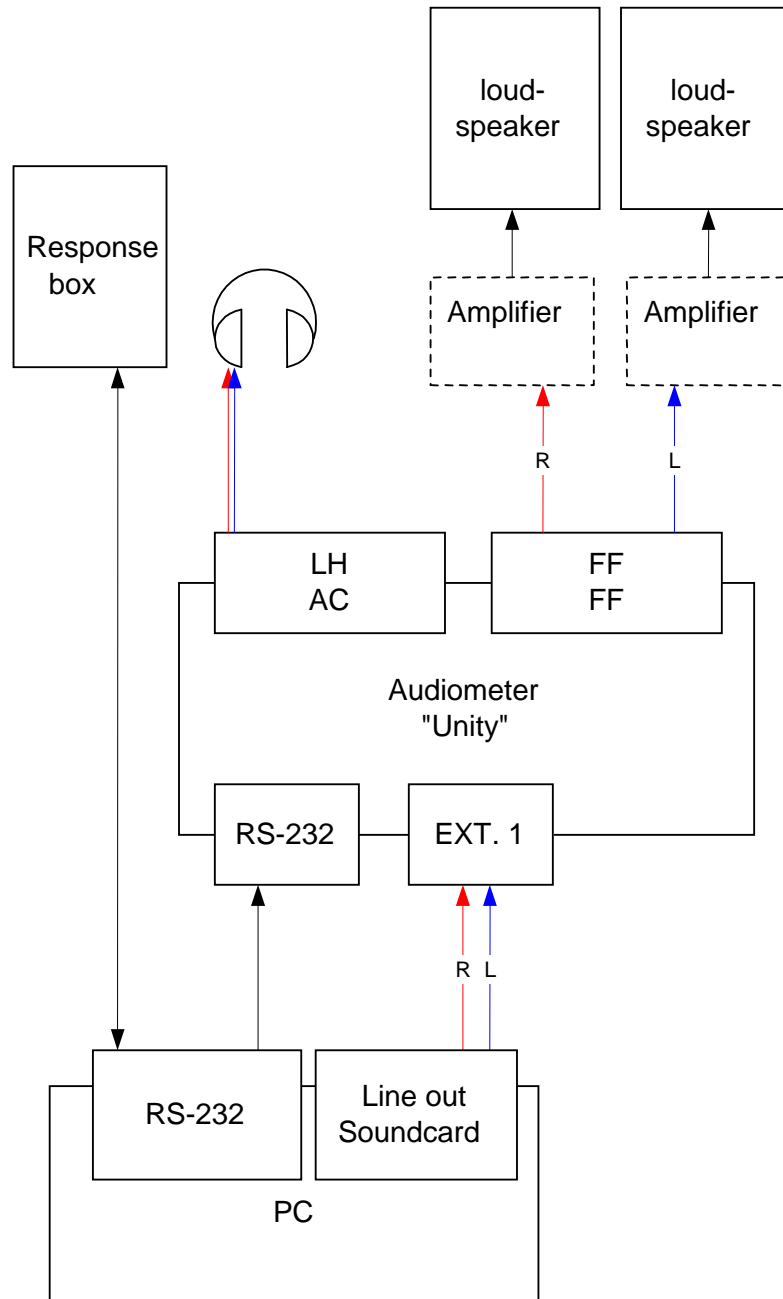 loud-
speaker
loud-
speaker
Response
box
Amplifier
Amplifier
R
L
LH
AC
FF
FF
Audiometer
"Unity"
RS-232
EXT. 1
R
L
RS-232
Line out
Soundcard
PC